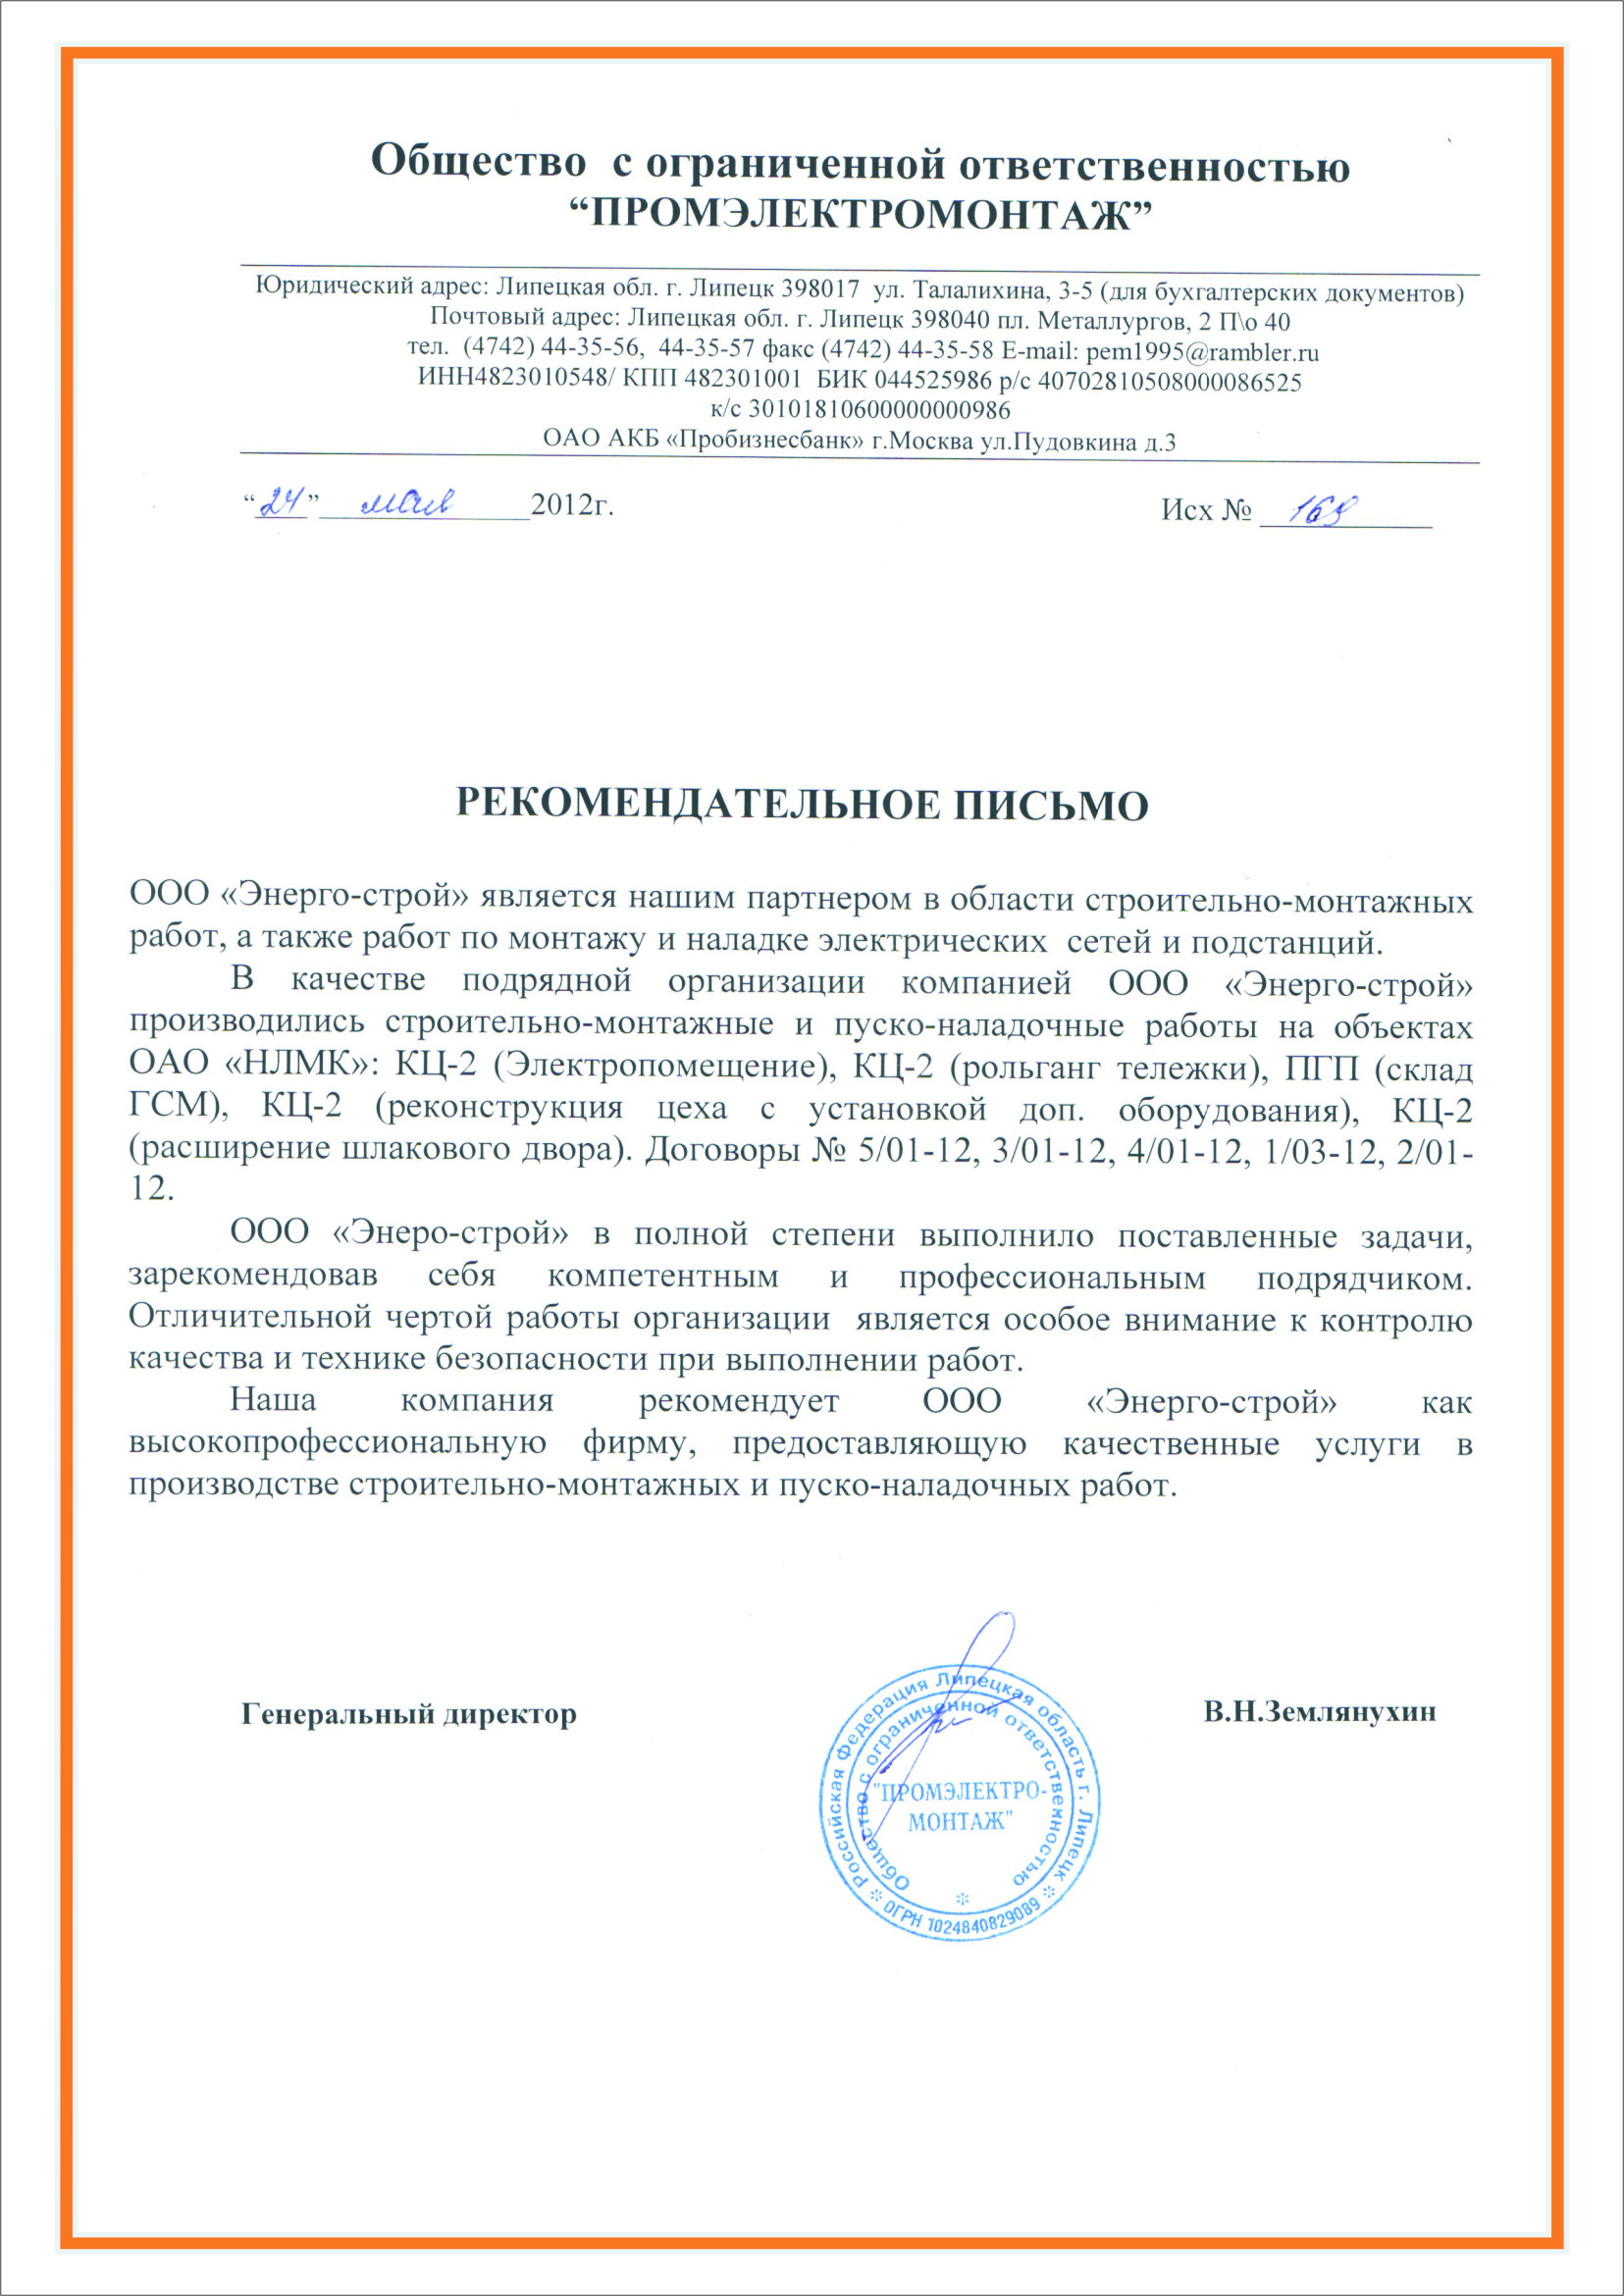 Общество с ограниченной ответственностью
“ПРОМЭЛЕКТРОМОНТАЖ”
Юридический адрес: Липецкая обл. г. Липецк 398017 ул. Талалихина, 3-5 (для бухгалтерских документов)
Почтовый адрес: Липецкая обл. г. Липецк 398040 пл. Металлургов, 2 П\о 40
тел. (4742) 44-35-56, 44-35-57 факс (4742) 44-35-58 E-mail: pem1995@rambler.ru
ИНН4823010548/ КПП 482301001 БИК 044525986 р/с 40702810508000086525
к/с 30101810600000000986
ОАО АКБ «Пробизнесбанк» г.Москва ул.Пудовкина д.3
“24” мая 2012г. Исх № 169
РЕКОМЕНДАТЕЛЬНОЕ ПИСЬМО
ООО «Энерго-строй» является нашим партнером в области строительно-монтажных
работ, а также работ по монтажу и наладке электрических сетей и подстанций.
В качестве подрядной организации компанией ООО «Энерго-строй»
производились строительно-монтажные и пуско-наладочные работы на объектах
ОАО «НЛМК»: КЦ-2 (Электропомещение), КЦ-2 (рольганг тележки), ПГП (склад
ГСМ), КЦ-2 (реконструкция цеха с установкой доп. оборудования), КЦ-2
(расширение шлакового двора). Договоры № 5/01-12, 3/01-12, 4/01-12, 1/03-12, 2/01-
12.
ООО «Энеро-строй» в полной степени выполнило поставленные задачи,
зарекомендовав себя компетентным и профессиональным подрядчиком.
Отличительной чертой работы организации является особое внимание к контролю
качества и технике безопасности при выполнении работ.
Наша компания рекомендует ООО «Энерго-строй» как
высокопрофессиональную фирму, предоставляющую качественные услуги в
производстве строительно-монтажных и пуско-наладочных работ.
Генеральный директор В.Н.Землянухин
Российская Федерация Липецкая область г. Липецк
Общество с ограниченной ответственностью
"ПРОМЭЛЕКТРО-
МОНТАЖ"
ОГРН 1024840829089